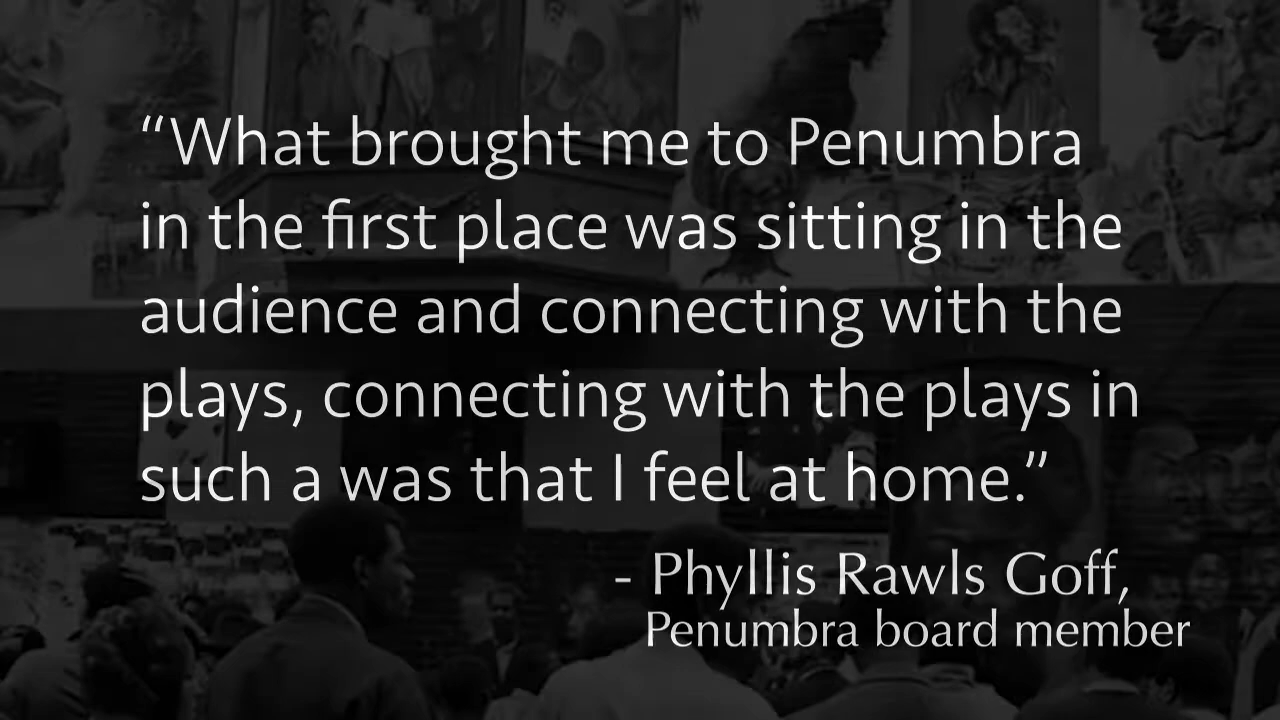 “What brought me to Penumbra
in the first place was sitting in the
audience and connecting with the
plays, connecting with the plays in
such a was that I feel at home.”
- Phyllis Rawls Goff,
Penumbra board member